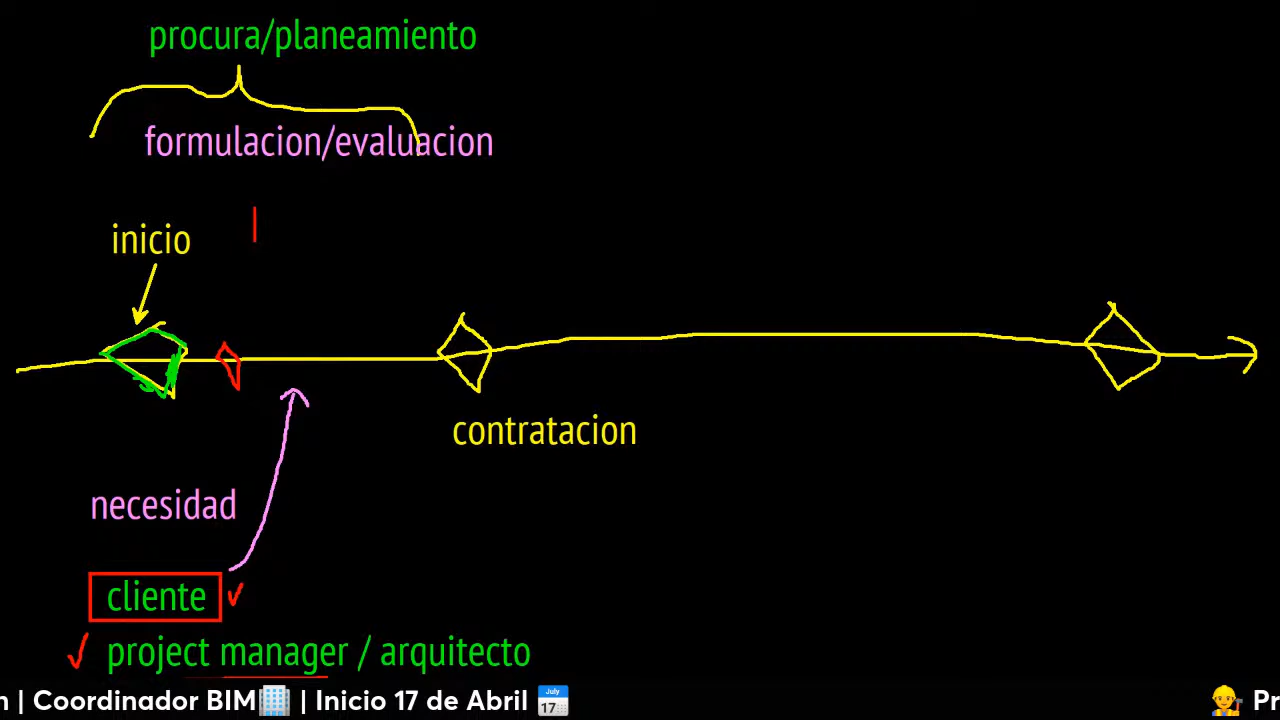 procura/planeamiento
formulacion/evaluacion
inicio
contratacion
necesidad
cliente
project manager / arquitecto
n | Coordinador BIM🏢 | Inicio 17 de Abril 📅 👷 Pr